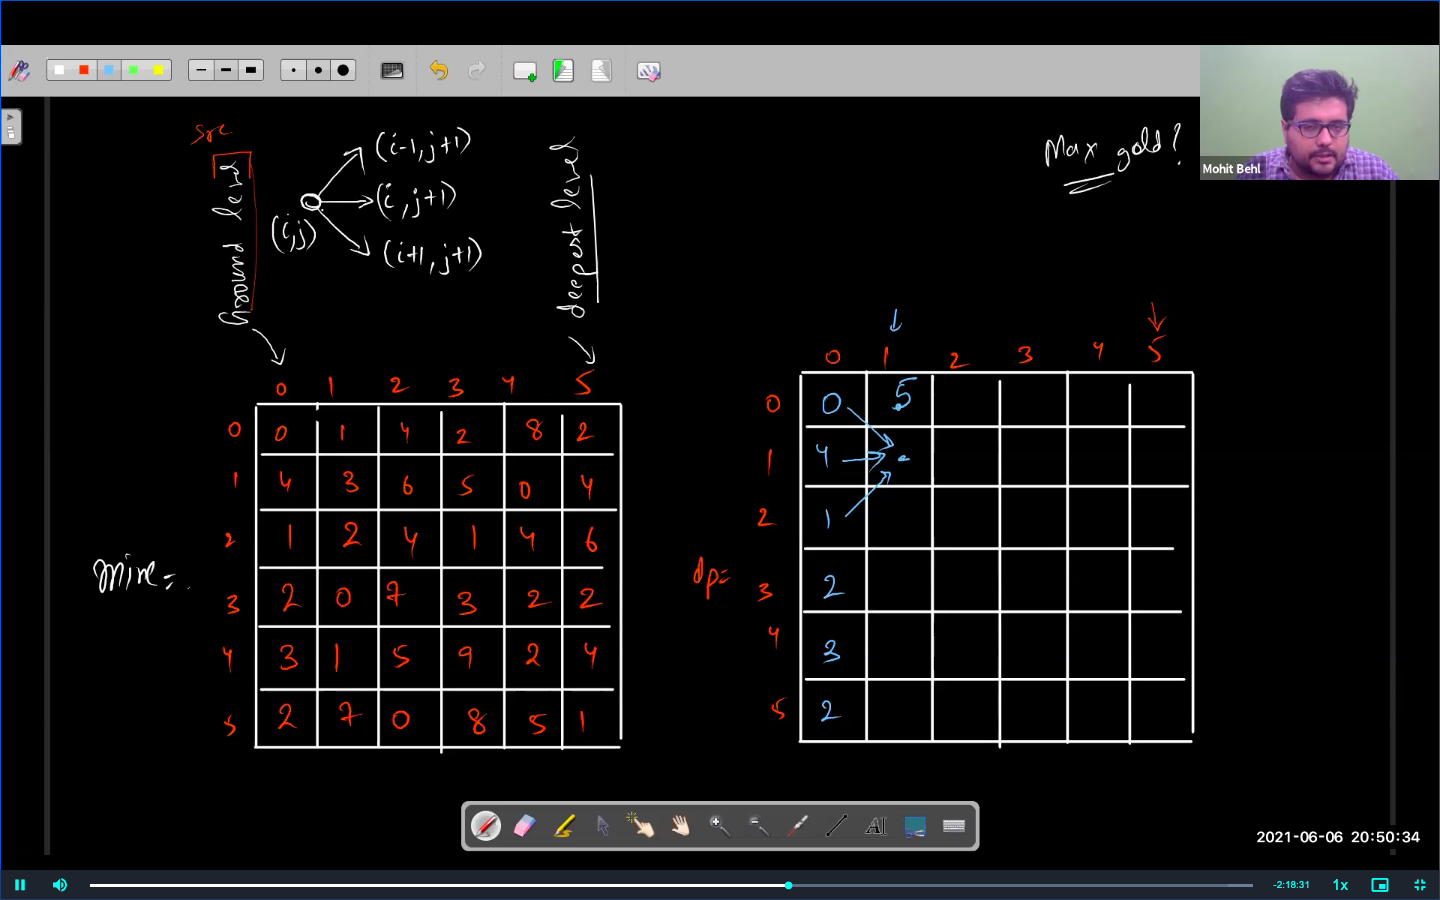 src
Ground level
(i,j)
(i-1, j+1)
(i, j+1)
(i+1, j+1)
deepest level
Max gold?
Mohit Behl
0 1 2 3 4 5
0 0 1 4 2 8 2
1 4 3 6 5 0 4
2 1 2 4 1 4 6
mine=
3 2 0 7 3 2 2
4 3 1 5 9 2 4
5 2 7 0 8 5 1
0 1 2 3 4 5
0 0 5
1 4
2 1
dp=
3 2
4 3
5 2
AI
2021-06-06 20:50:34
-2:18:31
1x